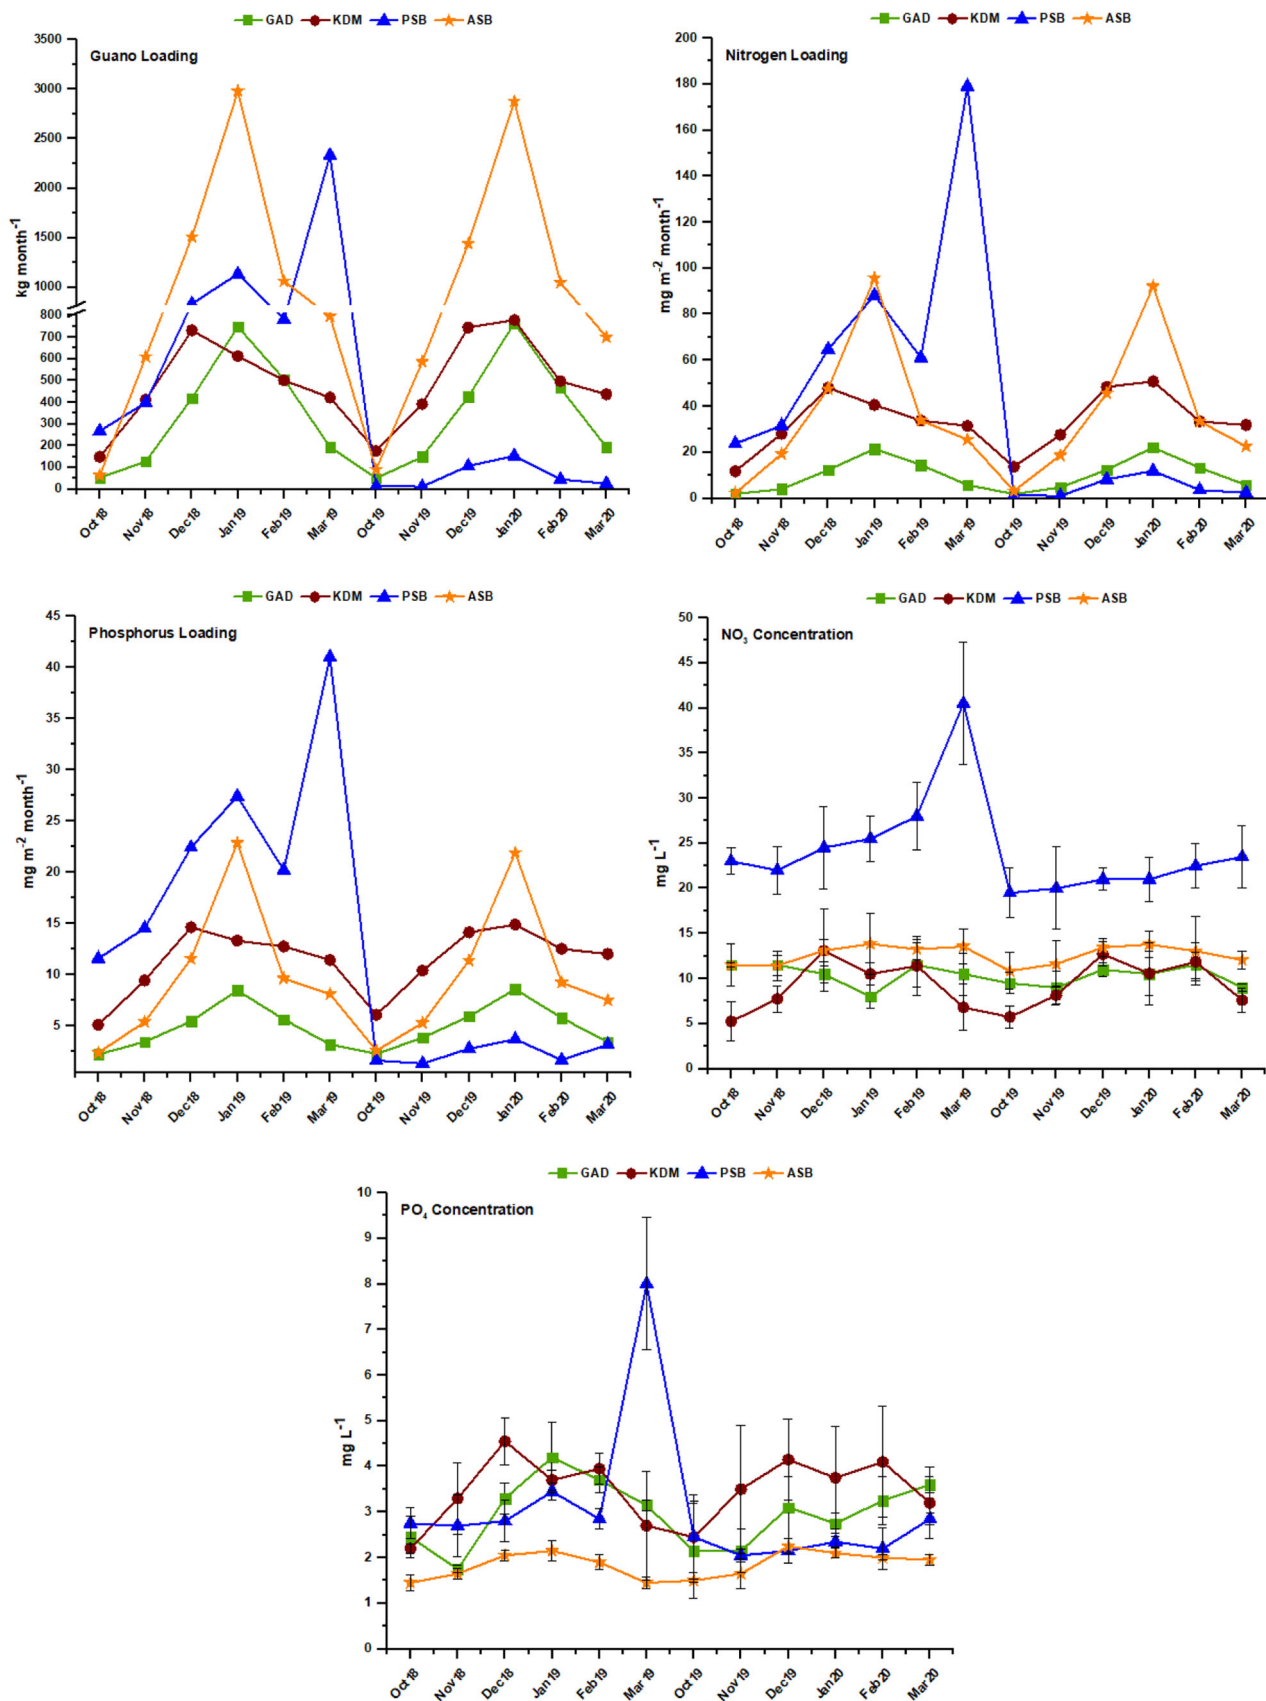 GAD KDM PSB ASB
Guano Loading
kg month-1
3500
3000
2500
2000
1500
1000
800
700
600
500
400
300
200
100
0
Oct 18 Nov 18 Dec 18 Jan 19 Feb 19 Mar 19 Oct 19 Nov 19 Dec 19 Jan 20 Feb 20 Mar 20
GAD KDM PSB ASB
Nitrogen Loading
mg m-2 month-1
200
180
160
140
120
100
80
60
40
20
0
Oct 18 Nov 18 Dec 18 Jan 19 Feb 19 Mar 19 Oct 19 Nov 19 Dec 19 Jan 20 Feb 20 Mar 20
GAD KDM PSB ASB
Phosphorus Loading
mg m-2 month-1
45
40
35
30
25
20
15
10
5
Oct 18 Nov 18 Dec 18 Jan 19 Feb 19 Mar 19 Oct 19 Nov 19 Dec 19 Jan 20 Feb 20 Mar 20
GAD KDM PSB ASB
NO3 Concentration
mg L-1
50
45
40
35
30
25
20
15
10
5
0
Oct 18 Nov 18 Dec 18 Jan 19 Feb 19 Mar 19 Oct 19 Nov 19 Dec 19 Jan 20 Feb 20 Mar 20
GAD KDM PSB ASB
PO4 Concentration
mg L-1
10
9
8
7
6
5
4
3
2
1
0
Oct 18 Nov 18 Dec 18 Jan 19 Feb 19 Mar 19 Oct 19 Nov 19 Dec 19 Jan 20 Feb 20 Mar 20